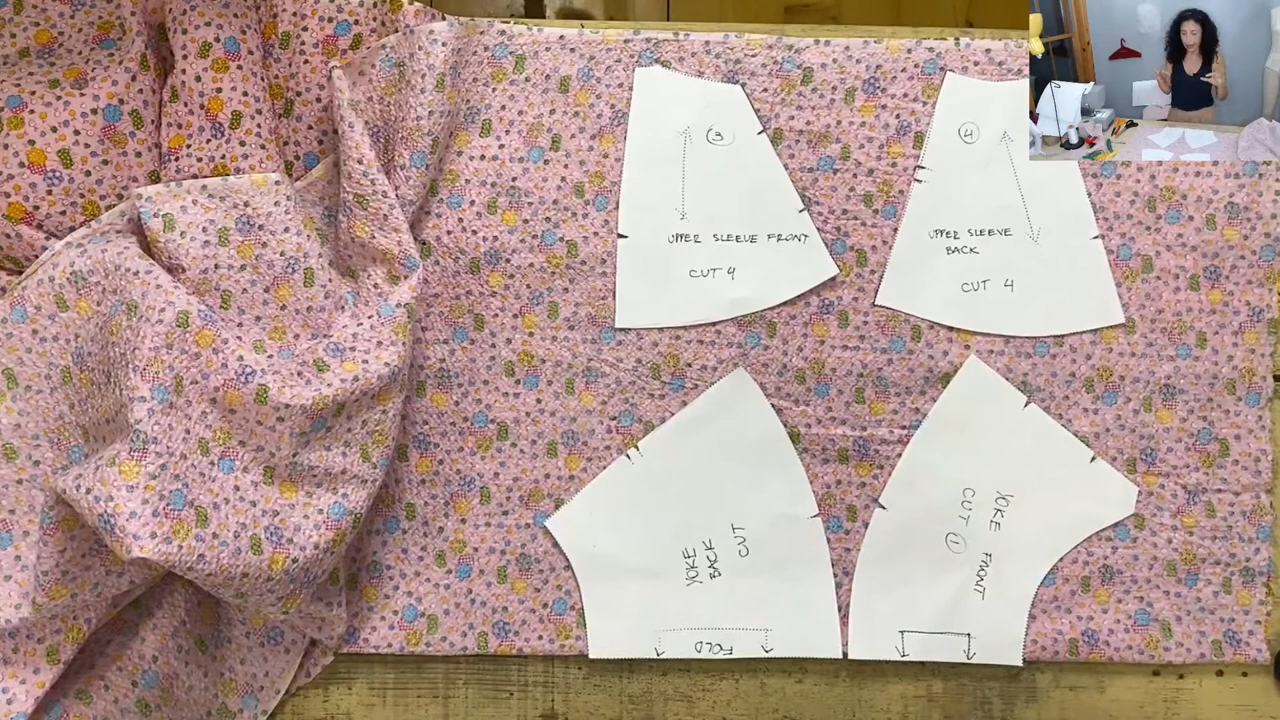 3
UPPER SLEEVE FRONT
CUT 4
4
UPPER SLEEVE
BACK
CUT 4
YOKE
BACK
CUT
FOLD
YOKE FRONT
CUT 1